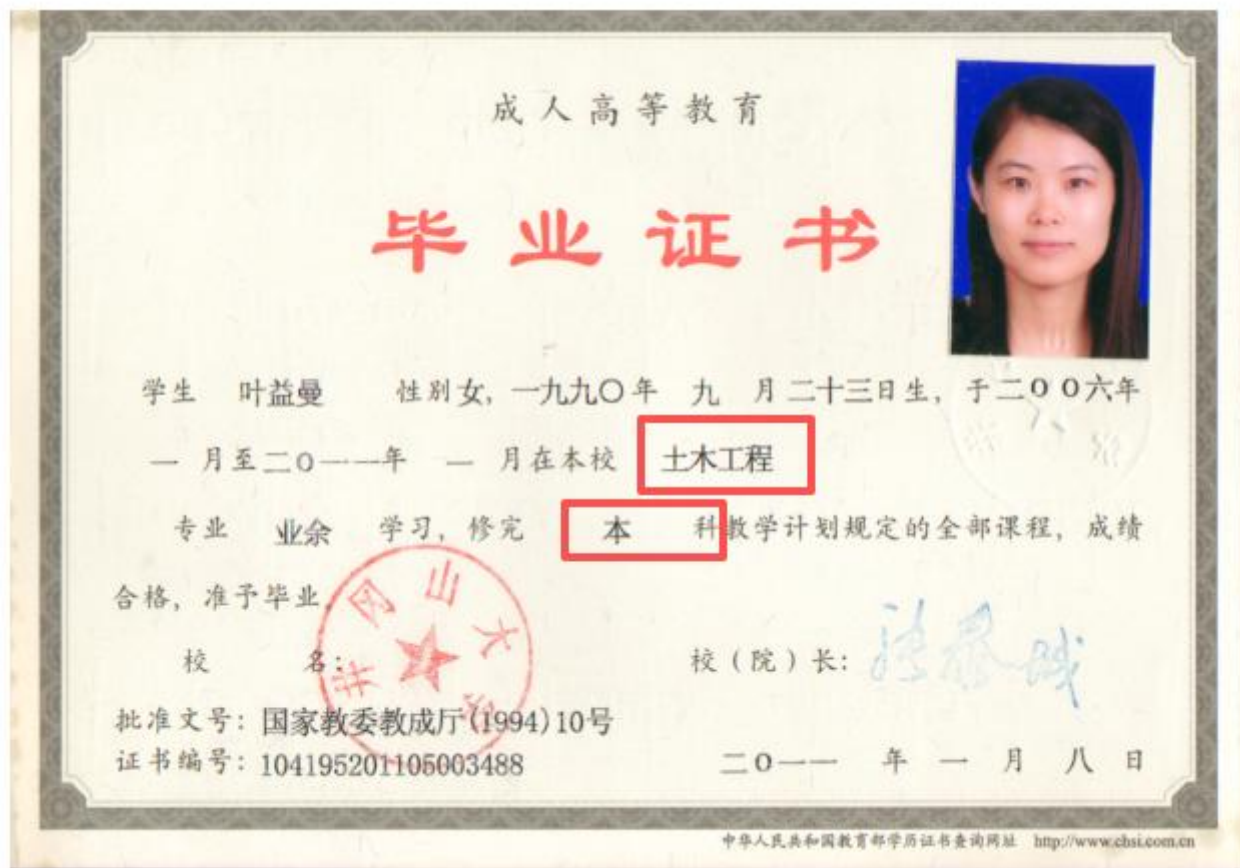 成人高等教育
毕业证书
学生 叶益曼 性别女, 一九九〇年 九 月二十三日生, 于二〇〇六年
一 月至二〇一一年 一 月在本校 土木工程
专业 业余 学习, 修完 本 科教学计划规定的全部课程, 成绩
合格, 准予毕业
井冈山大学
校 名: 校(院)长:
批准文号: 国家教委教成厅(1994)10号
证书编号: 104195201105003488 二〇一一 年 一 月 八 日
中华人民共和国教育部学历证书查询网址 http://www.chsi.com.cn